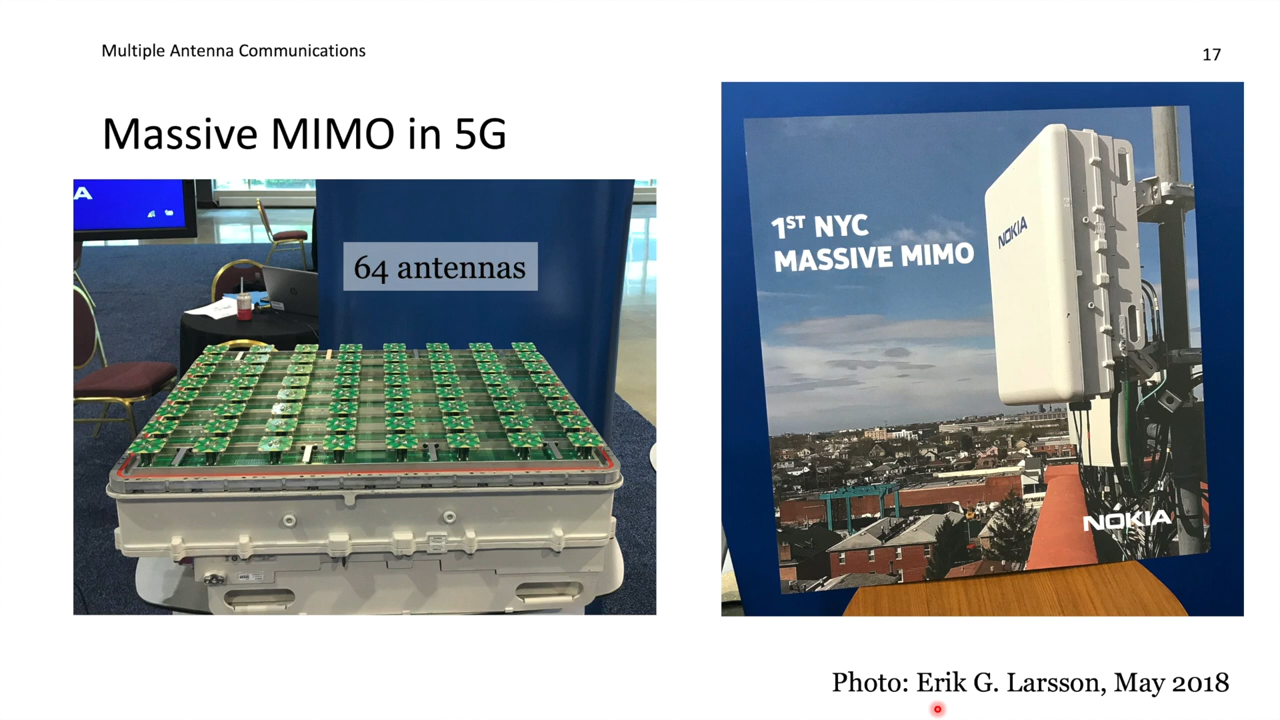 Multiple Antenna Communications
17
Massive MIMO in 5G
A
64 antennas
1ST NYC
MASSIVE MIMO
NOKIA
NOKIA
Photo: Erik G. Larsson, May 2018